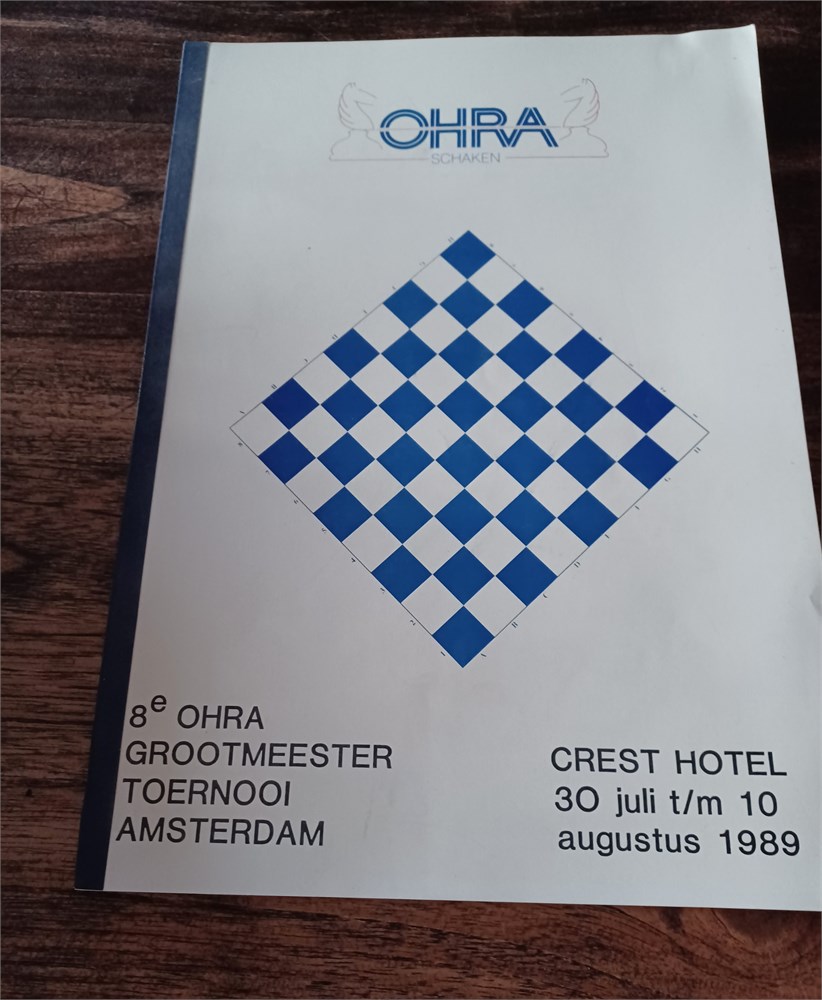 OHRA
SCHAKEN
8e OHRA
GROOTMEESTER
TOERNOOI
AMSTERDAM
CREST HOTEL
30 juli t/m 10
augustus 1989